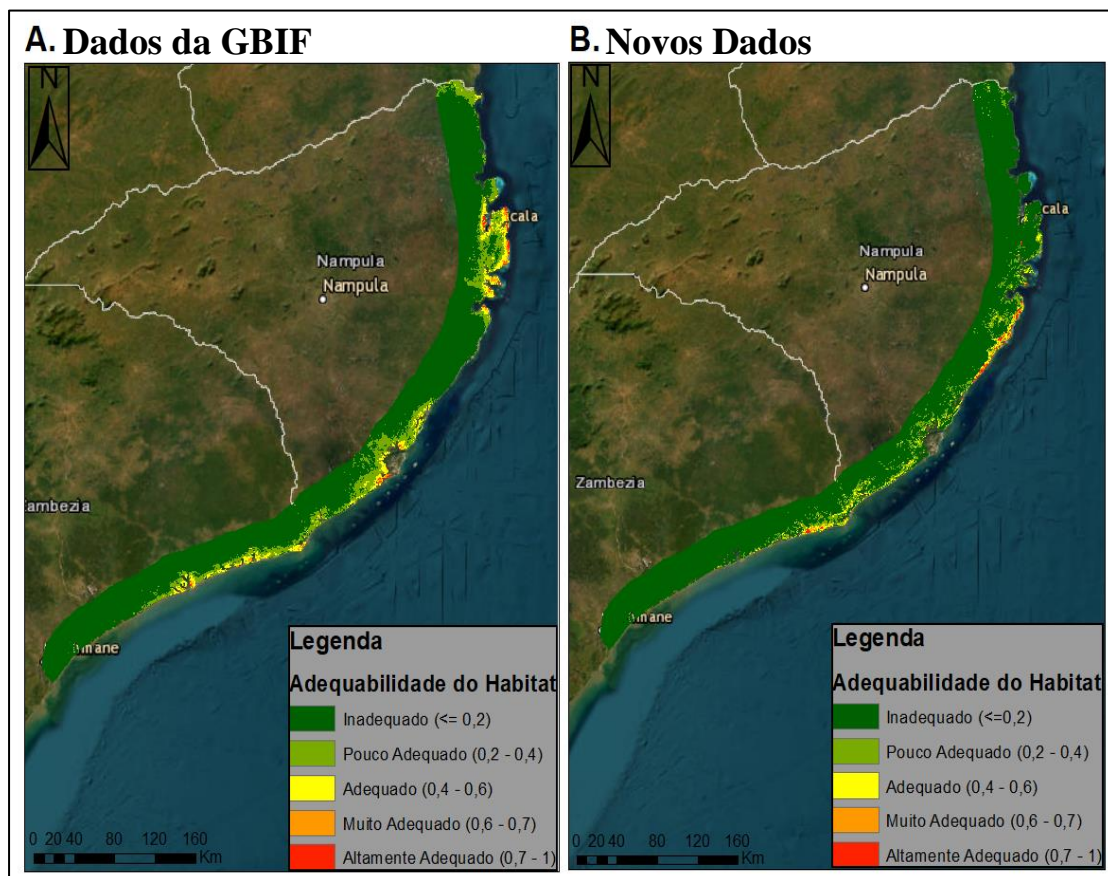 A. Dados da GBIF
N
cala
Nampula
Nampula
Zambezia
mane
Legenda
Adequabilidade do Habitat
Inadequado (<= 0,2)
Pouco Adequado (0,2 - 0,4)
Adequado (0,4 - 0,6)
Muito Adequado (0,6 - 0,7)
Altamente Adequado (0,7 - 1)
0 20 40 80 120 160
Km
B. Novos Dados
N
cala
Nampula
Nampula
Zambezia
mane
Legenda
Adequabilidade do Habitat
Inadequado (<=0,2)
Pouco Adequado (0,2 - 0,4)
Adequado (0,4 - 0,6)
Muito Adequado (0,6 - 0,7)
Altamente Adequado (0,7 - 1)
0 20 40 80 120 160
Km